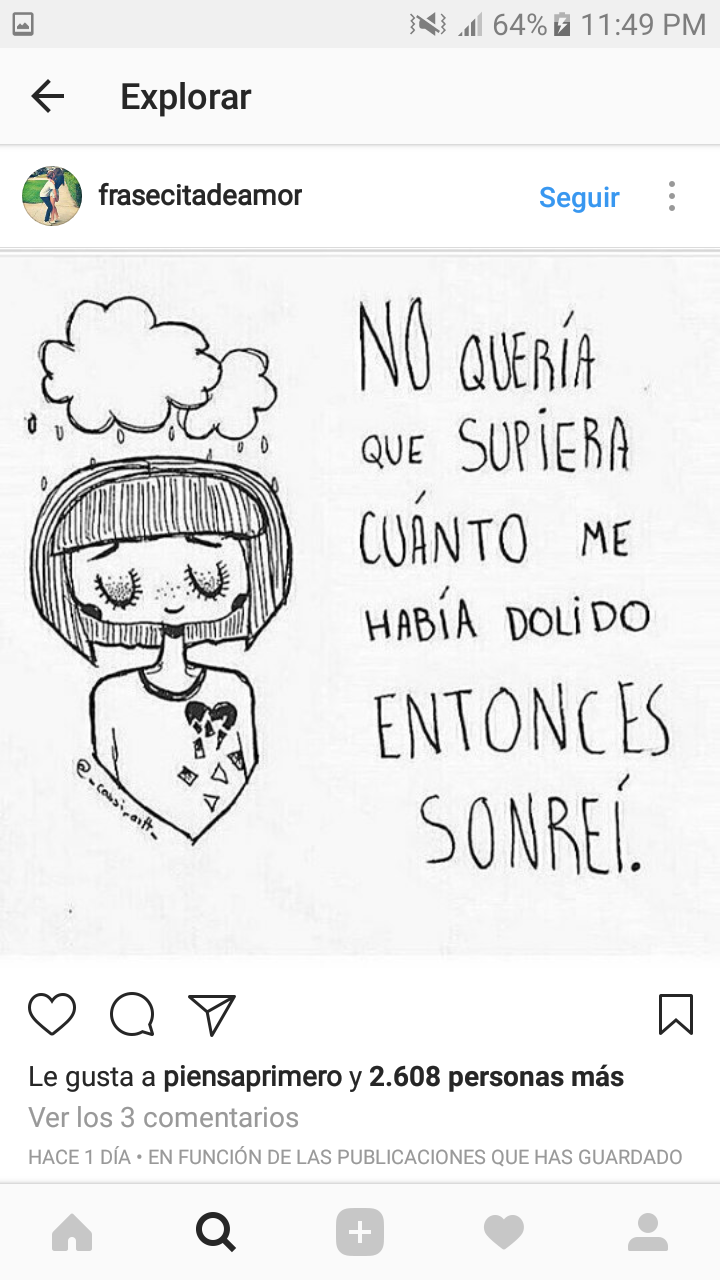 64% 11:49 PM
Explorar
frasecitadeamor
Seguir
NO QUERÍA
QUE SUPIERA
CUÁNTO ME
HABÍA DOLIDO
ENTONCES
SONREÍ.
Le gusta a piensaprimero y 2.608 personas más
Ver los 3 comentarios
HACE 1 DÍA • EN FUNCIÓN DE LAS PUBLICACIONES QUE HAS GUARDADO